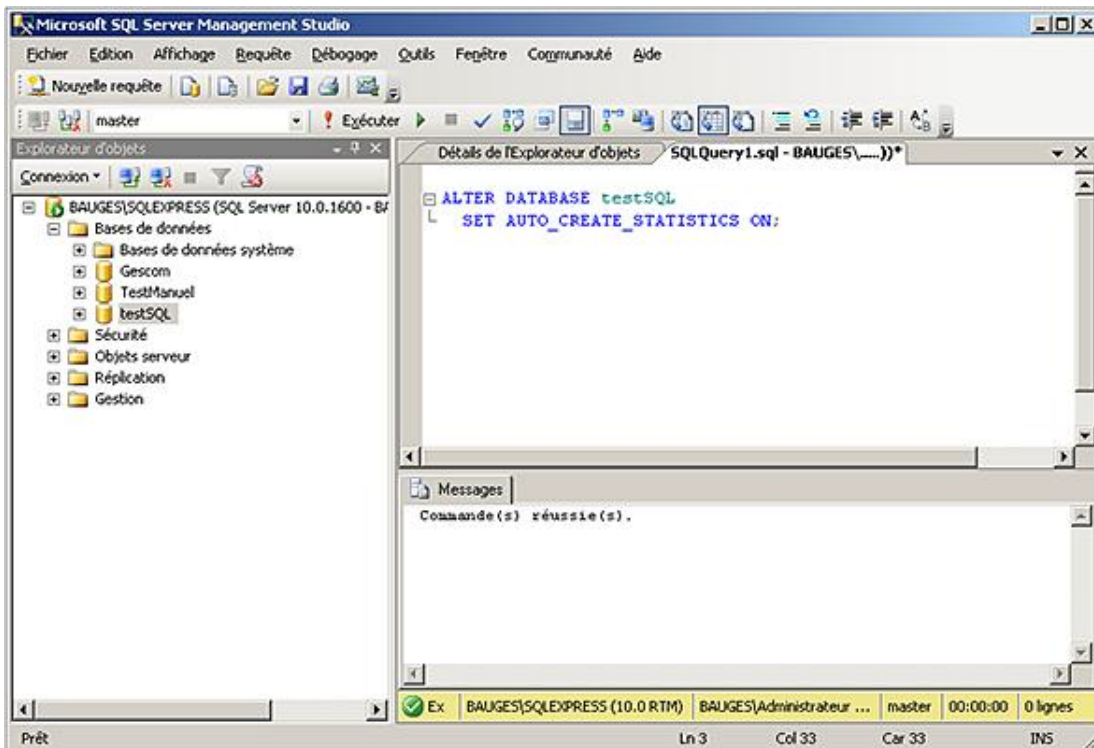 Microsoft SQL Server Management Studio
Fichier Edition Affichage Requête Débogage Outils Fenêtre Communauté Aide
Nouvelle requête
master Exécuter
Explorateur d'objets
Détails de l'Explorateur d'objets SQLQuery1.sql - BAUGES\.....))*
Connexion
BAUGES\SQLEXPRESS (SQL Server 10.0.1600 - BA
Bases de données
Bases de données système
Gescom
TestManuel
testSQL
Sécurité
Objets serveur
Réplication
Gestion
ALTER DATABASE testSQL
SET AUTO_CREATE_STATISTICS ON;
Messages
Commande(s) réussie(s).
Ex BAUGES\SQLEXPRESS (10.0 RTM) BAUGES\Administrateur ... master 00:00:00 0 lignes
Prêt Ln 3 Col 33 Car 33 INS